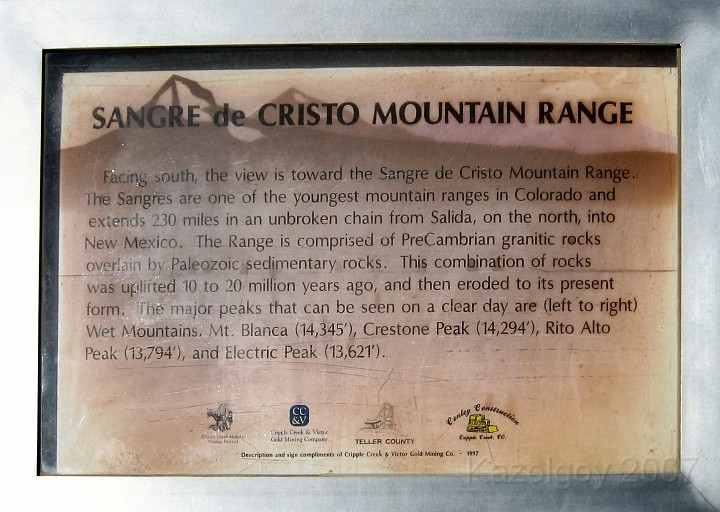 SANGRE de CRISTO MOUNTAIN RANGE
Facing south, the view is toward the Sangre de Cristo Mountain Range.
The Sangres are one of the youngest mountain ranges in Colorado and
extends 230 miles in an unbroken chain from Salida, on the north, into
New Mexico. The Range is comprised of PreCambrian granitic rocks
overlain by Paleozoic sedimentary rocks. This combination of rocks
was uplifted 10 to 20 million years ago, and then eroded to its present
form. The major peaks that can be seen on a clear day are (left to right)
Wet Mountains, Mt. Blanca (14,345'), Crestone Peak (14,294'), Rito Alto
Peak (13,794'), and Electric Peak (13,621').
CC
&V
Cripple Creek & Victor
Gold Mining Company
TELLER COUNTY
Conley Construction
Cripple Creek, CO.
Description and sign compliments of Cripple Creek & Victor Gold Mining Co. - 1997
Kazolgoy 2007